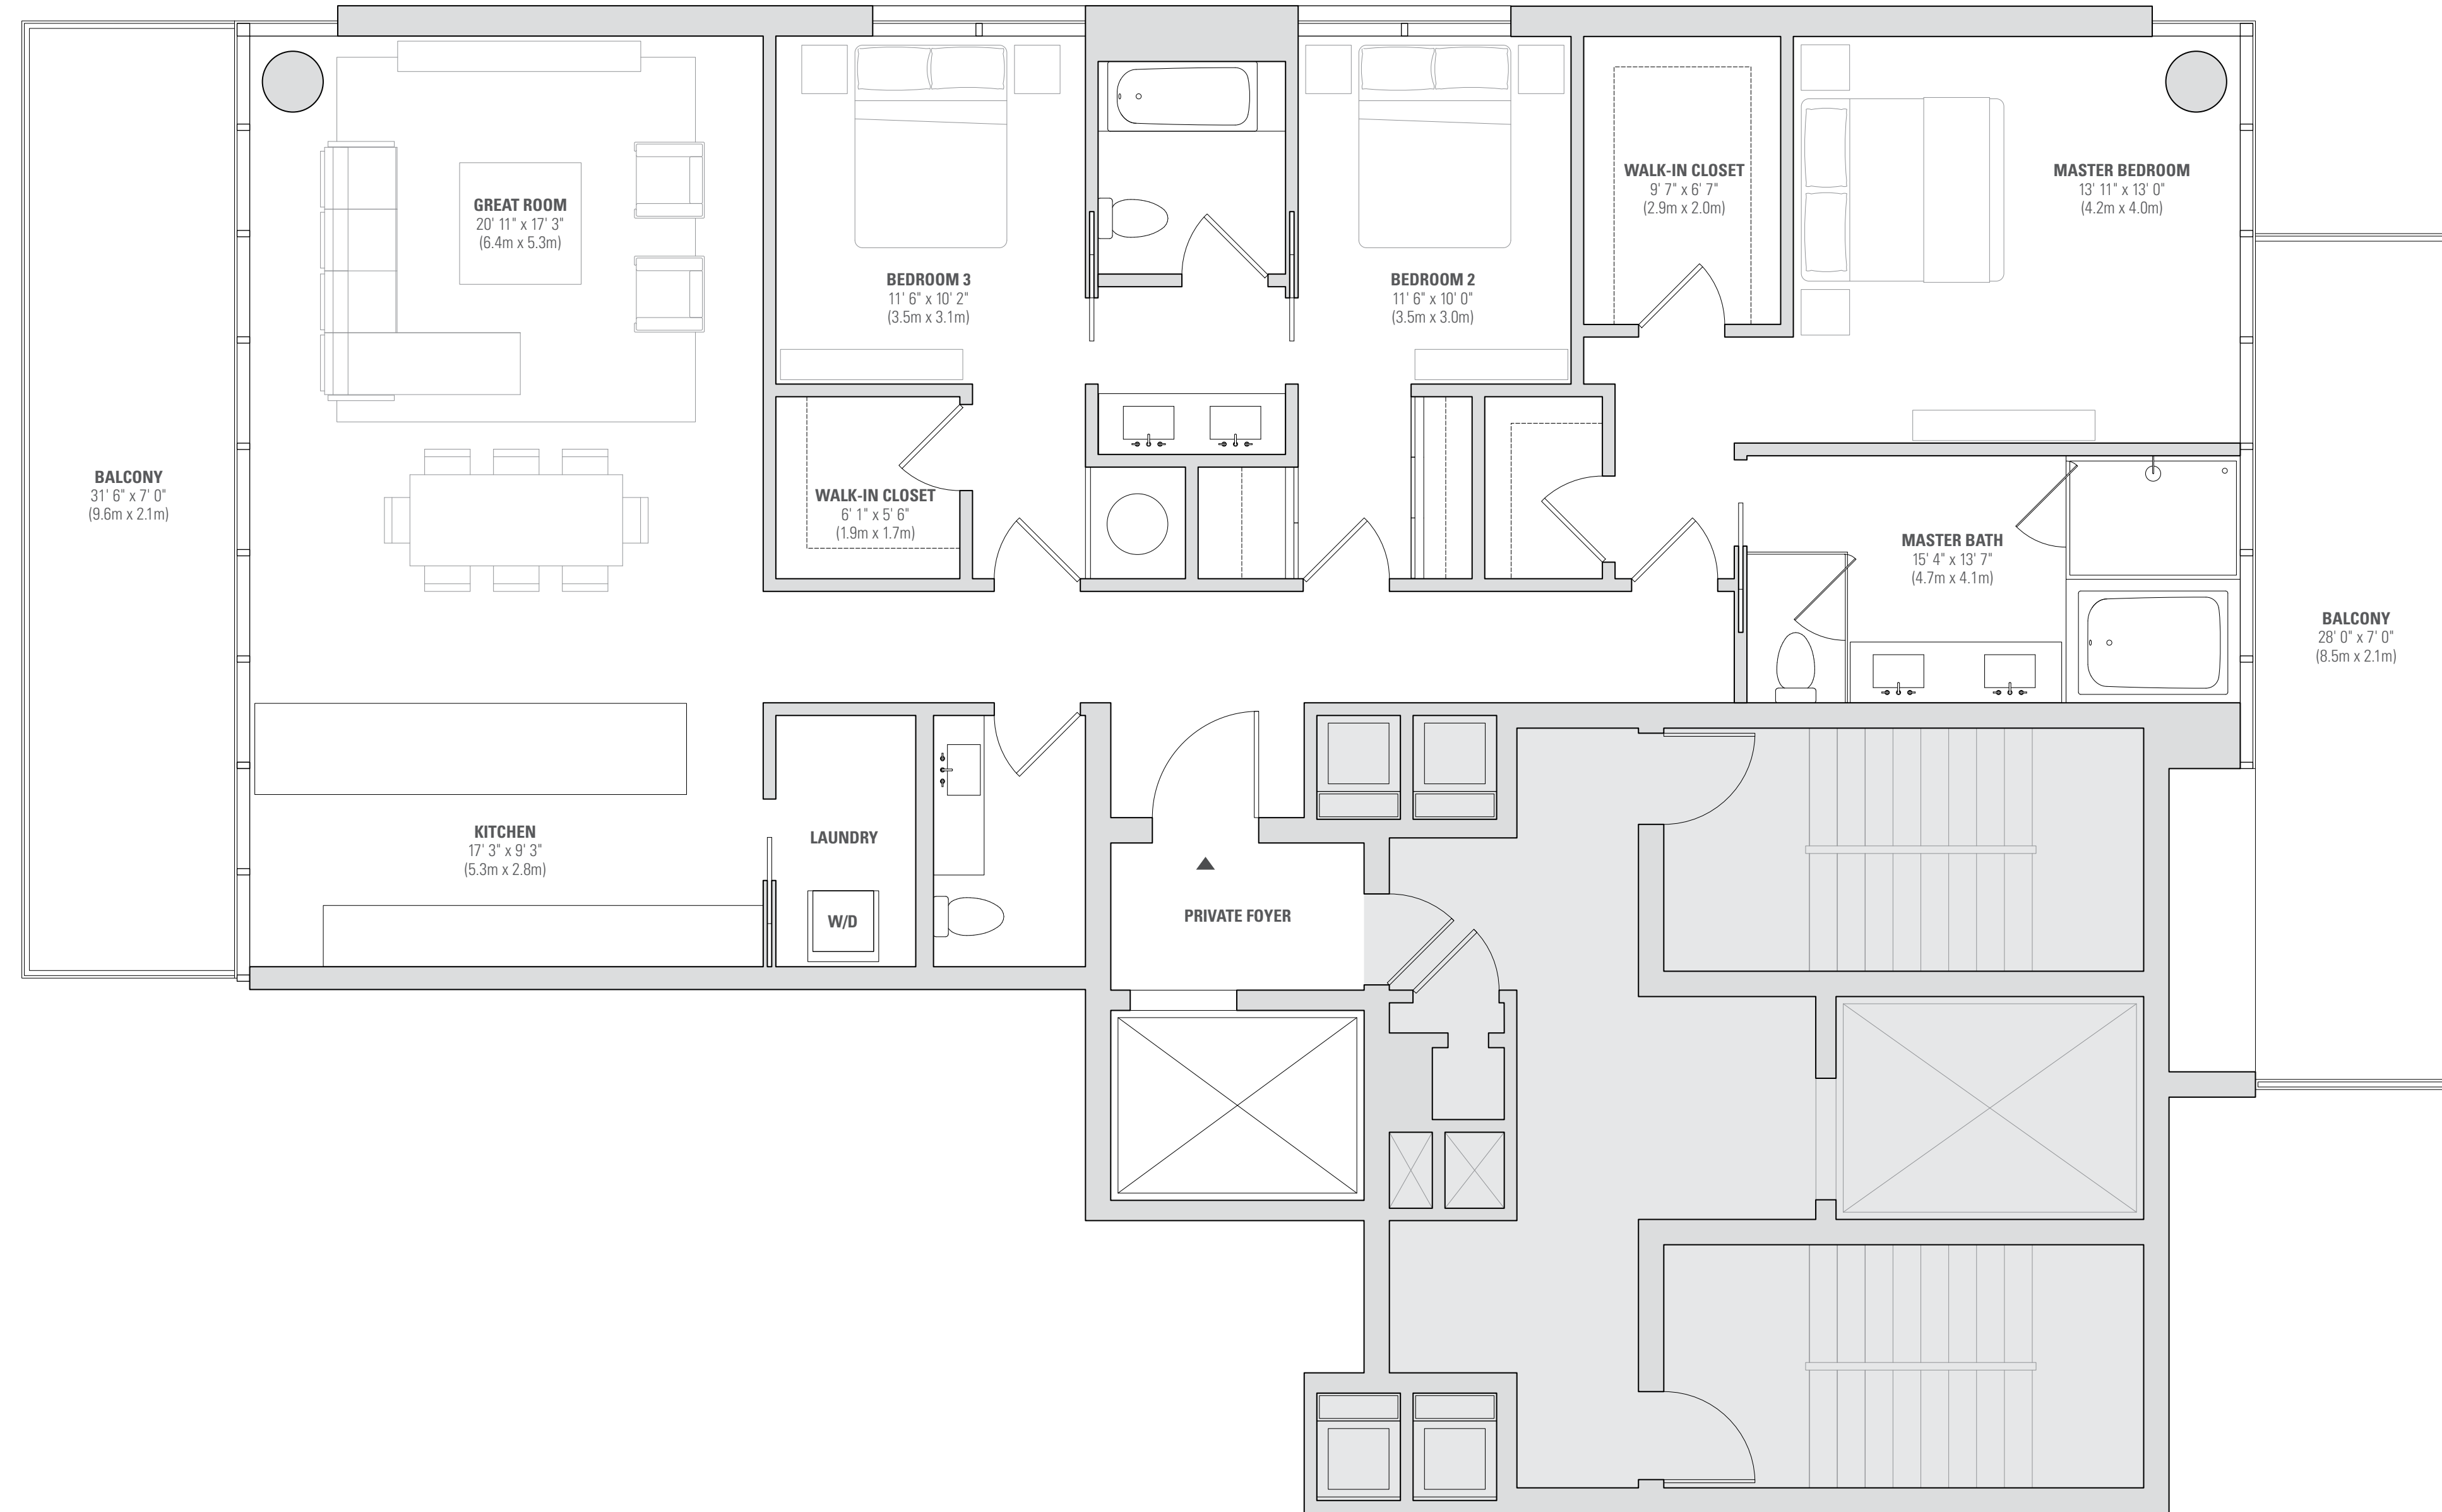 GREAT ROOM
20' 11" x 17' 3"
(6.4m x 5.3m)
BEDROOM 3
11' 6" x 10' 2"
(3.5m x 3.1m)
BEDROOM 2
11' 6" x 10' 0"
(3.5m x 3.0m)
WALK-IN CLOSET
9' 7" x 6' 7"
(2.9m x 2.0m)
MASTER BEDROOM
13' 11" x 13' 0"
(4.2m x 4.0m)
BALCONY
31' 6" x 7' 0"
(9.6m x 2.1m)
WALK-IN CLOSET
6' 1" x 5' 6"
(1.9m x 1.7m)
MASTER BATH
15' 4" x 13' 7"
(4.7m x 4.1m)
BALCONY
28' 0" x 7' 0"
(8.5m x 2.1m)
KITCHEN
17' 3" x 9' 3"
(5.3m x 2.8m)
LAUNDRY
W/D
PRIVATE FOYER